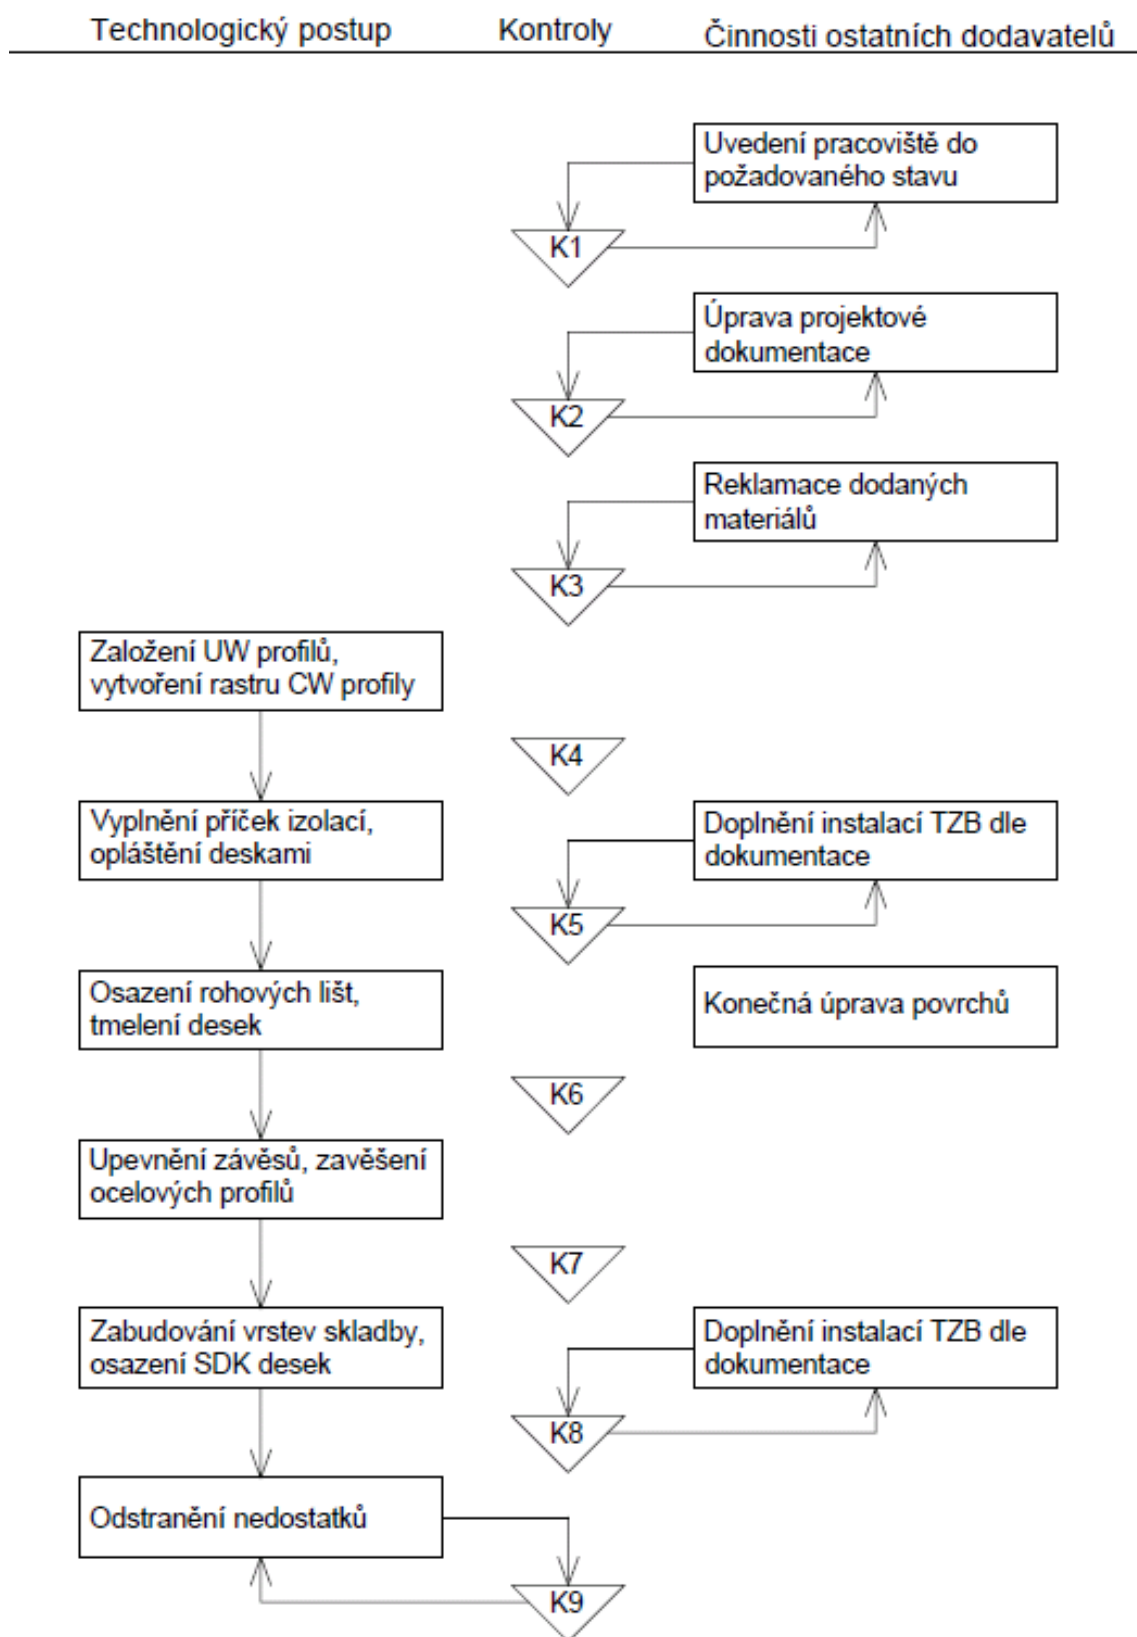 Technologický postup
Kontroly
Činnosti ostatních dodavatelů
Uvedení pracoviště do
požadovaného stavu
K1
Úprava projektové
dokumentace
K2
Reklamace dodaných
materiálů
K3
Založení UW profilů,
vytvoření rastru CW profily
K4
Vyplnění příček izolací,
opláštění deskami
Doplnění instalací TZB dle
dokumentace
K5
Osazení rohových lišt,
tmelení desek
Konečná úprava povrchů
K6
Upevnění závěsů, zavěšení
ocelových profilů
K7
Zabudování vrstev skladby,
osazení SDK desek
Doplnění instalací TZB dle
dokumentace
K8
Odstranění nedostatků
K9